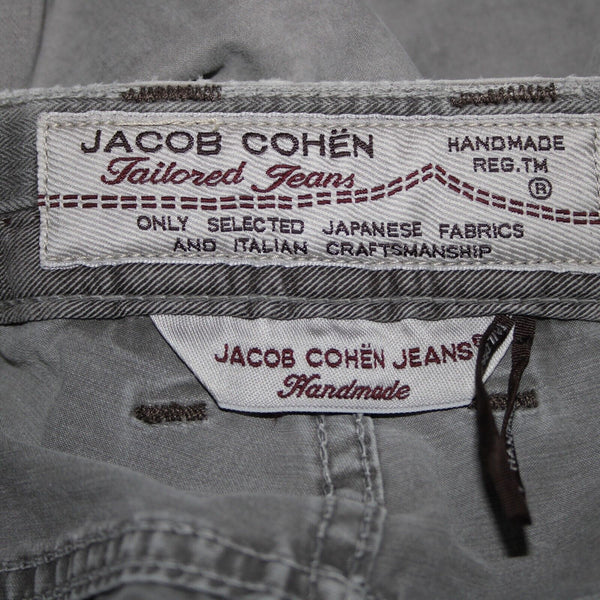 JACOB COHËN
Tailored Jeans
HANDMADE
REG.TM
®
ONLY SELECTED JAPANESE FABRICS
AND ITALIAN CRAFTSMANSHIP
JACOB COHËN JEANS®
Handmade